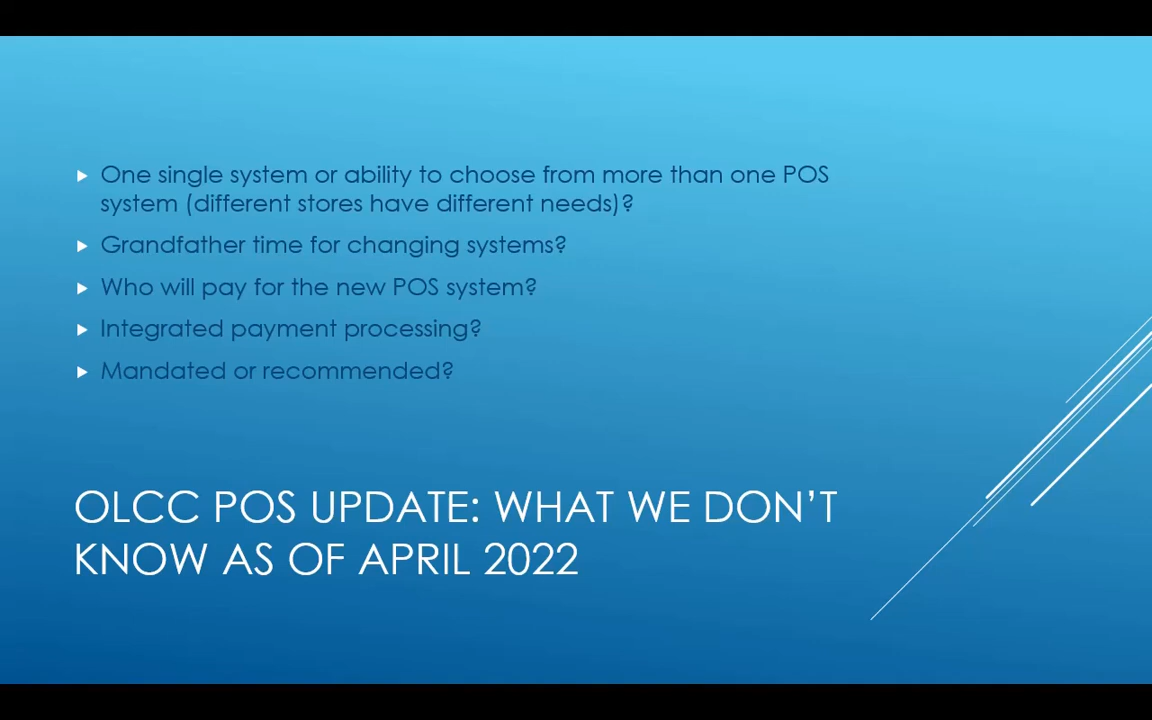 One single system or ability to choose from more than one POS
system (different stores have different needs)?
Grandfather time for changing systems?
Who will pay for the new POS system?
Integrated payment processing?
Mandated or recommended?
OLCC POS UPDATE: WHAT WE DON’T
KNOW AS OF APRIL 2022